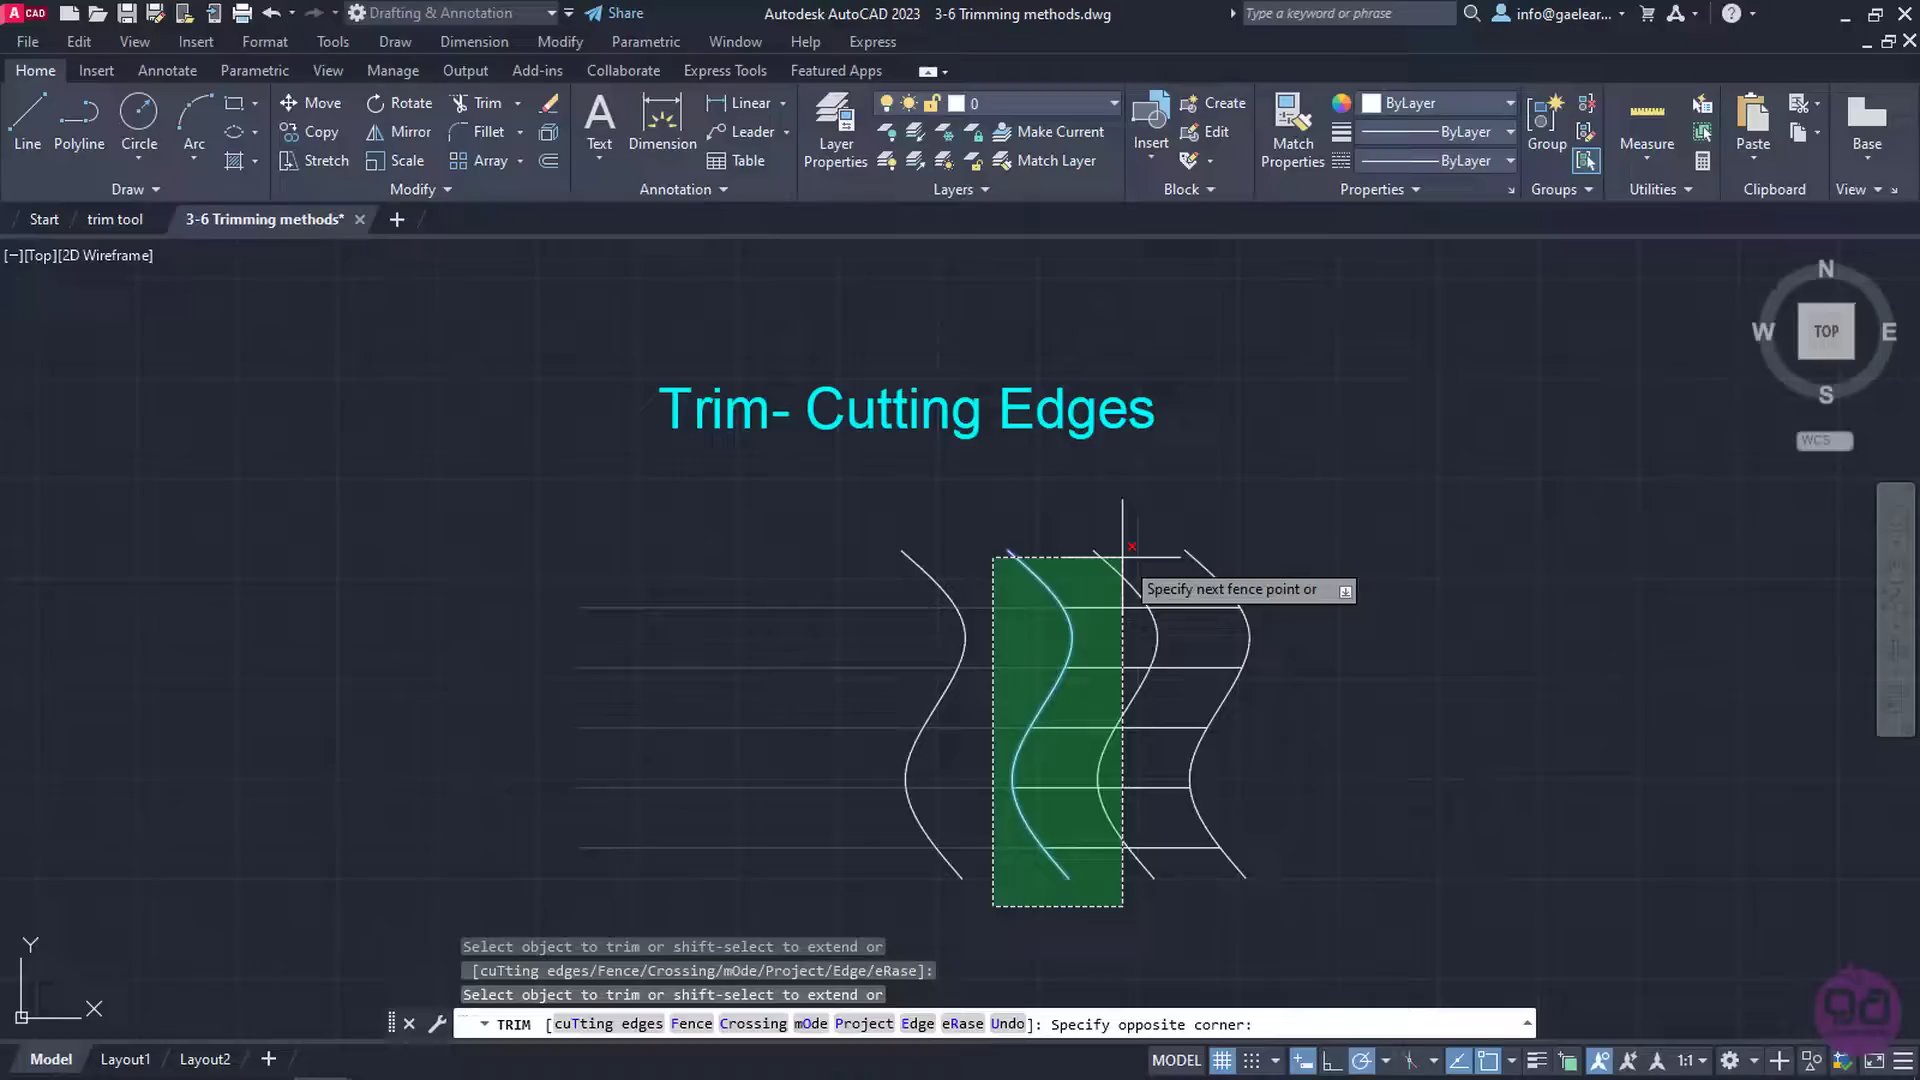 A CAD Drafting & Annotation Share Autodesk AutoCAD 2023 3-6 Trimming methods.dwg Type a keyword or phrase info@gaelear... ?
File Edit View Insert Format Tools Draw Dimension Modify Parametric Window Help Express
Home Insert Annotate Parametric View Manage Output Add-ins Collaborate Express Tools Featured Apps
Line Polyline Circle Arc
Move Rotate Trim
Copy Mirror Fillet
Stretch Scale Array
Text Dimension
Linear
Leader
Table
Layer Properties
0
Make Current
Match Layer
Insert
Create
Edit
Match Properties
ByLayer
ByLayer
ByLayer
Group Measure Paste Base
Draw Modify Annotation Layers Block Properties Groups Utilities Clipboard View
Start trim tool 3-6 Trimming methods*
[−][Top][2D Wireframe]
N
W TOP E
S
WCS
Trim- Cutting Edges
Specify next fence point or
Y
X
Select object to trim or shift-select to extend or
[cuTting edges/Fence/Crossing/mOde/Project/Edge/eRase]:
Select object to trim or shift-select to extend or
TRIM [cuTting edges Fence Crossing mOde Project Edge eRase Undo]: Specify opposite corner:
Model Layout1 Layout2 MODEL 1:1
ga